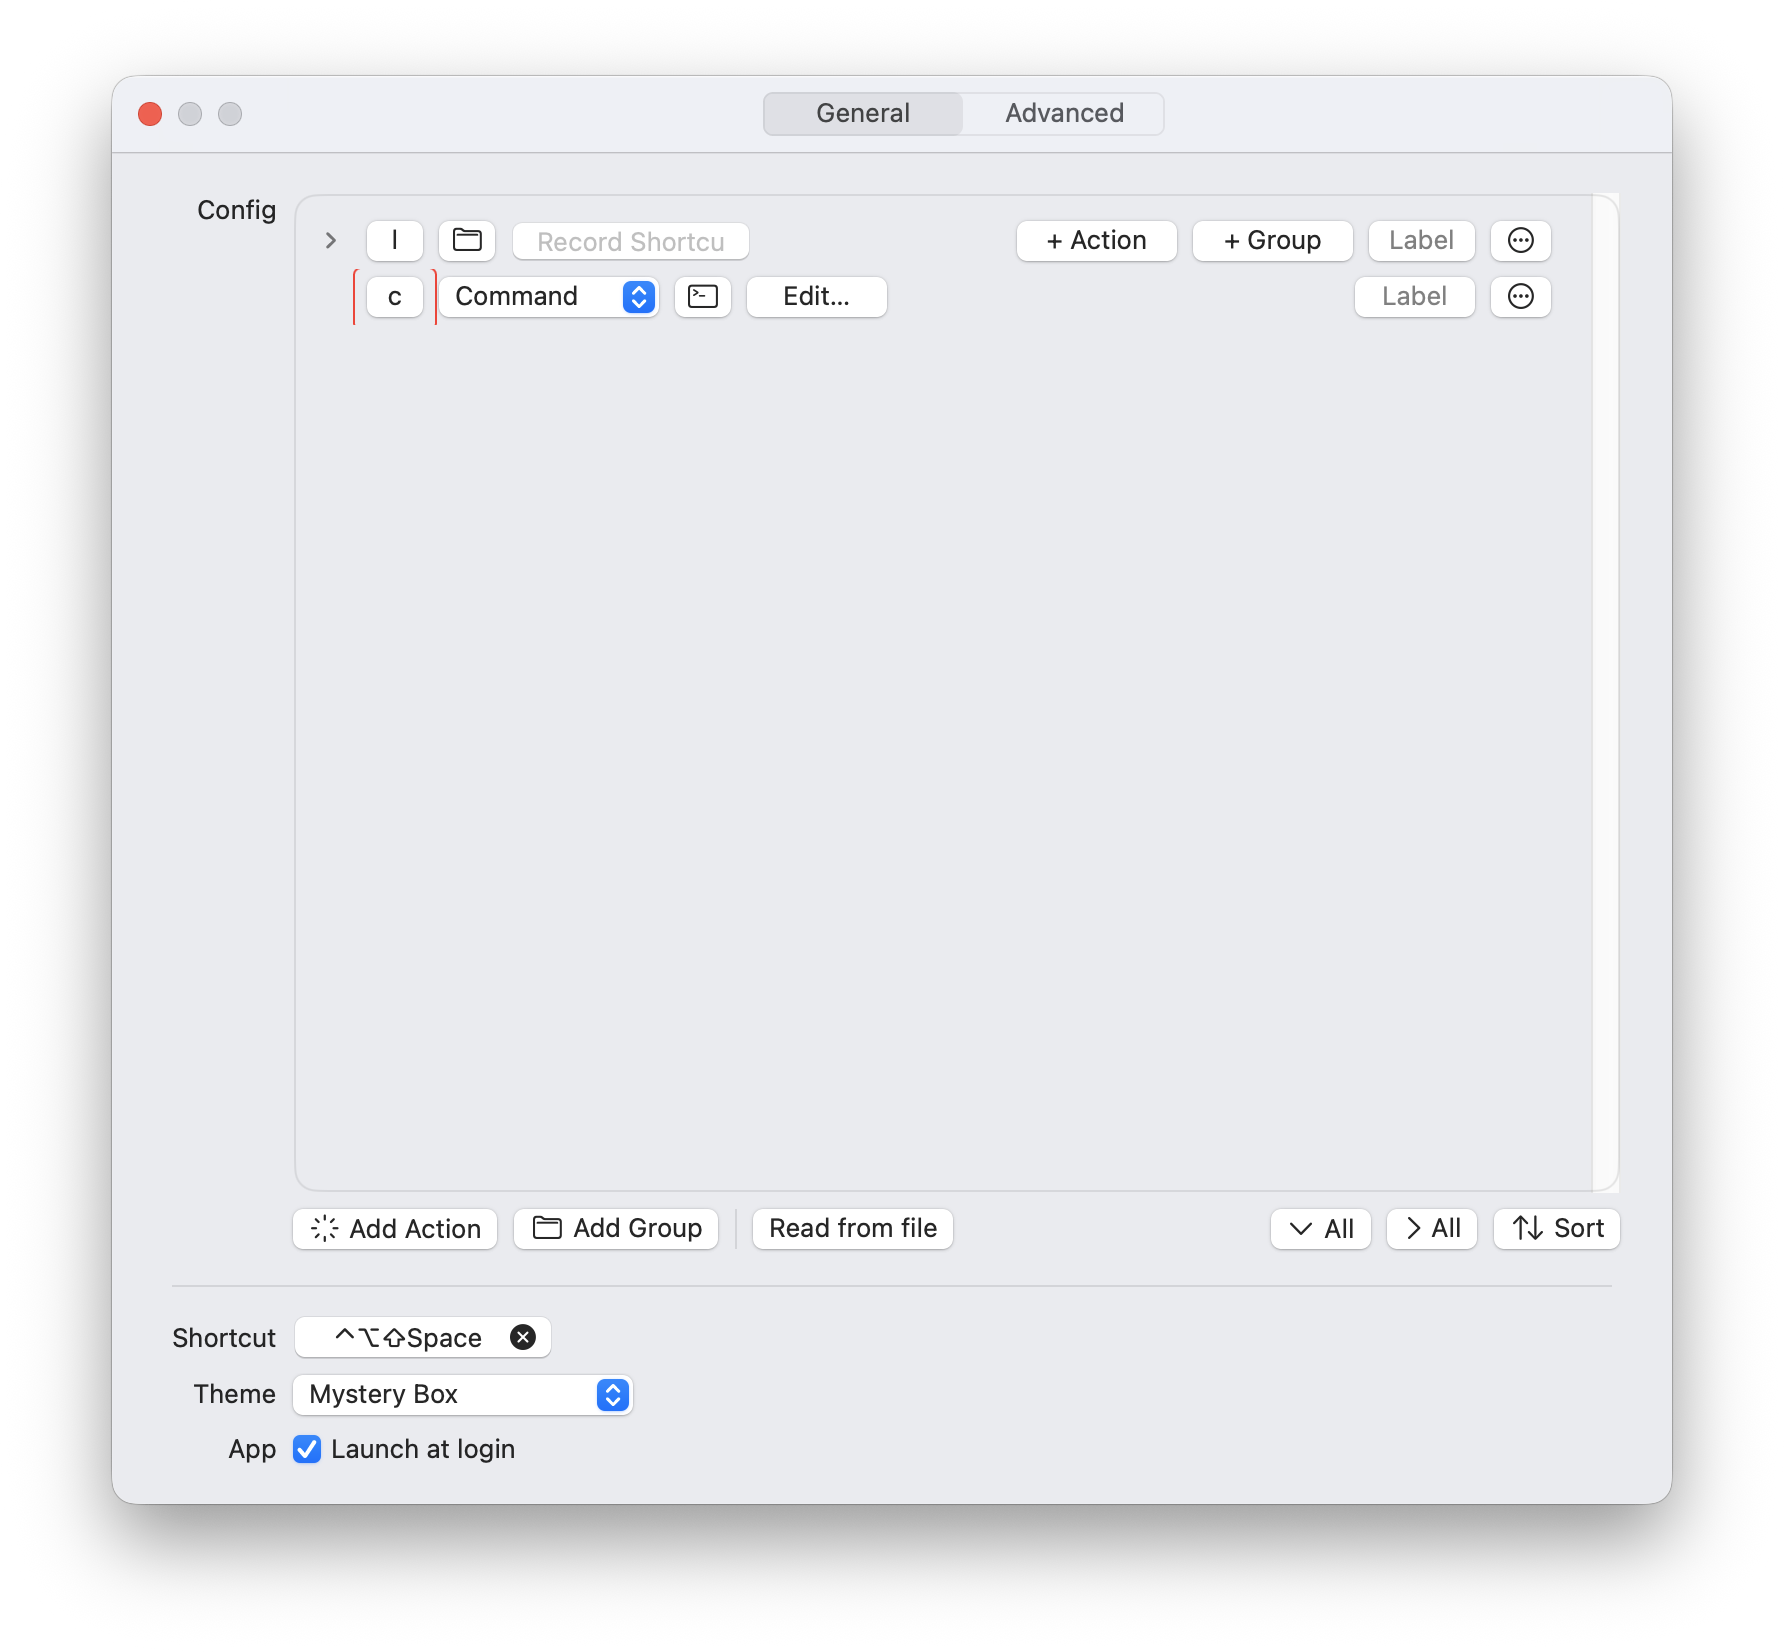 General Advanced
Config
l Record Shortcu + Action + Group Label
c Command Edit... Label
Add Action Add Group Read from file All All Sort
Shortcut ^⌥⇧Space
Theme Mystery Box
App Launch at login